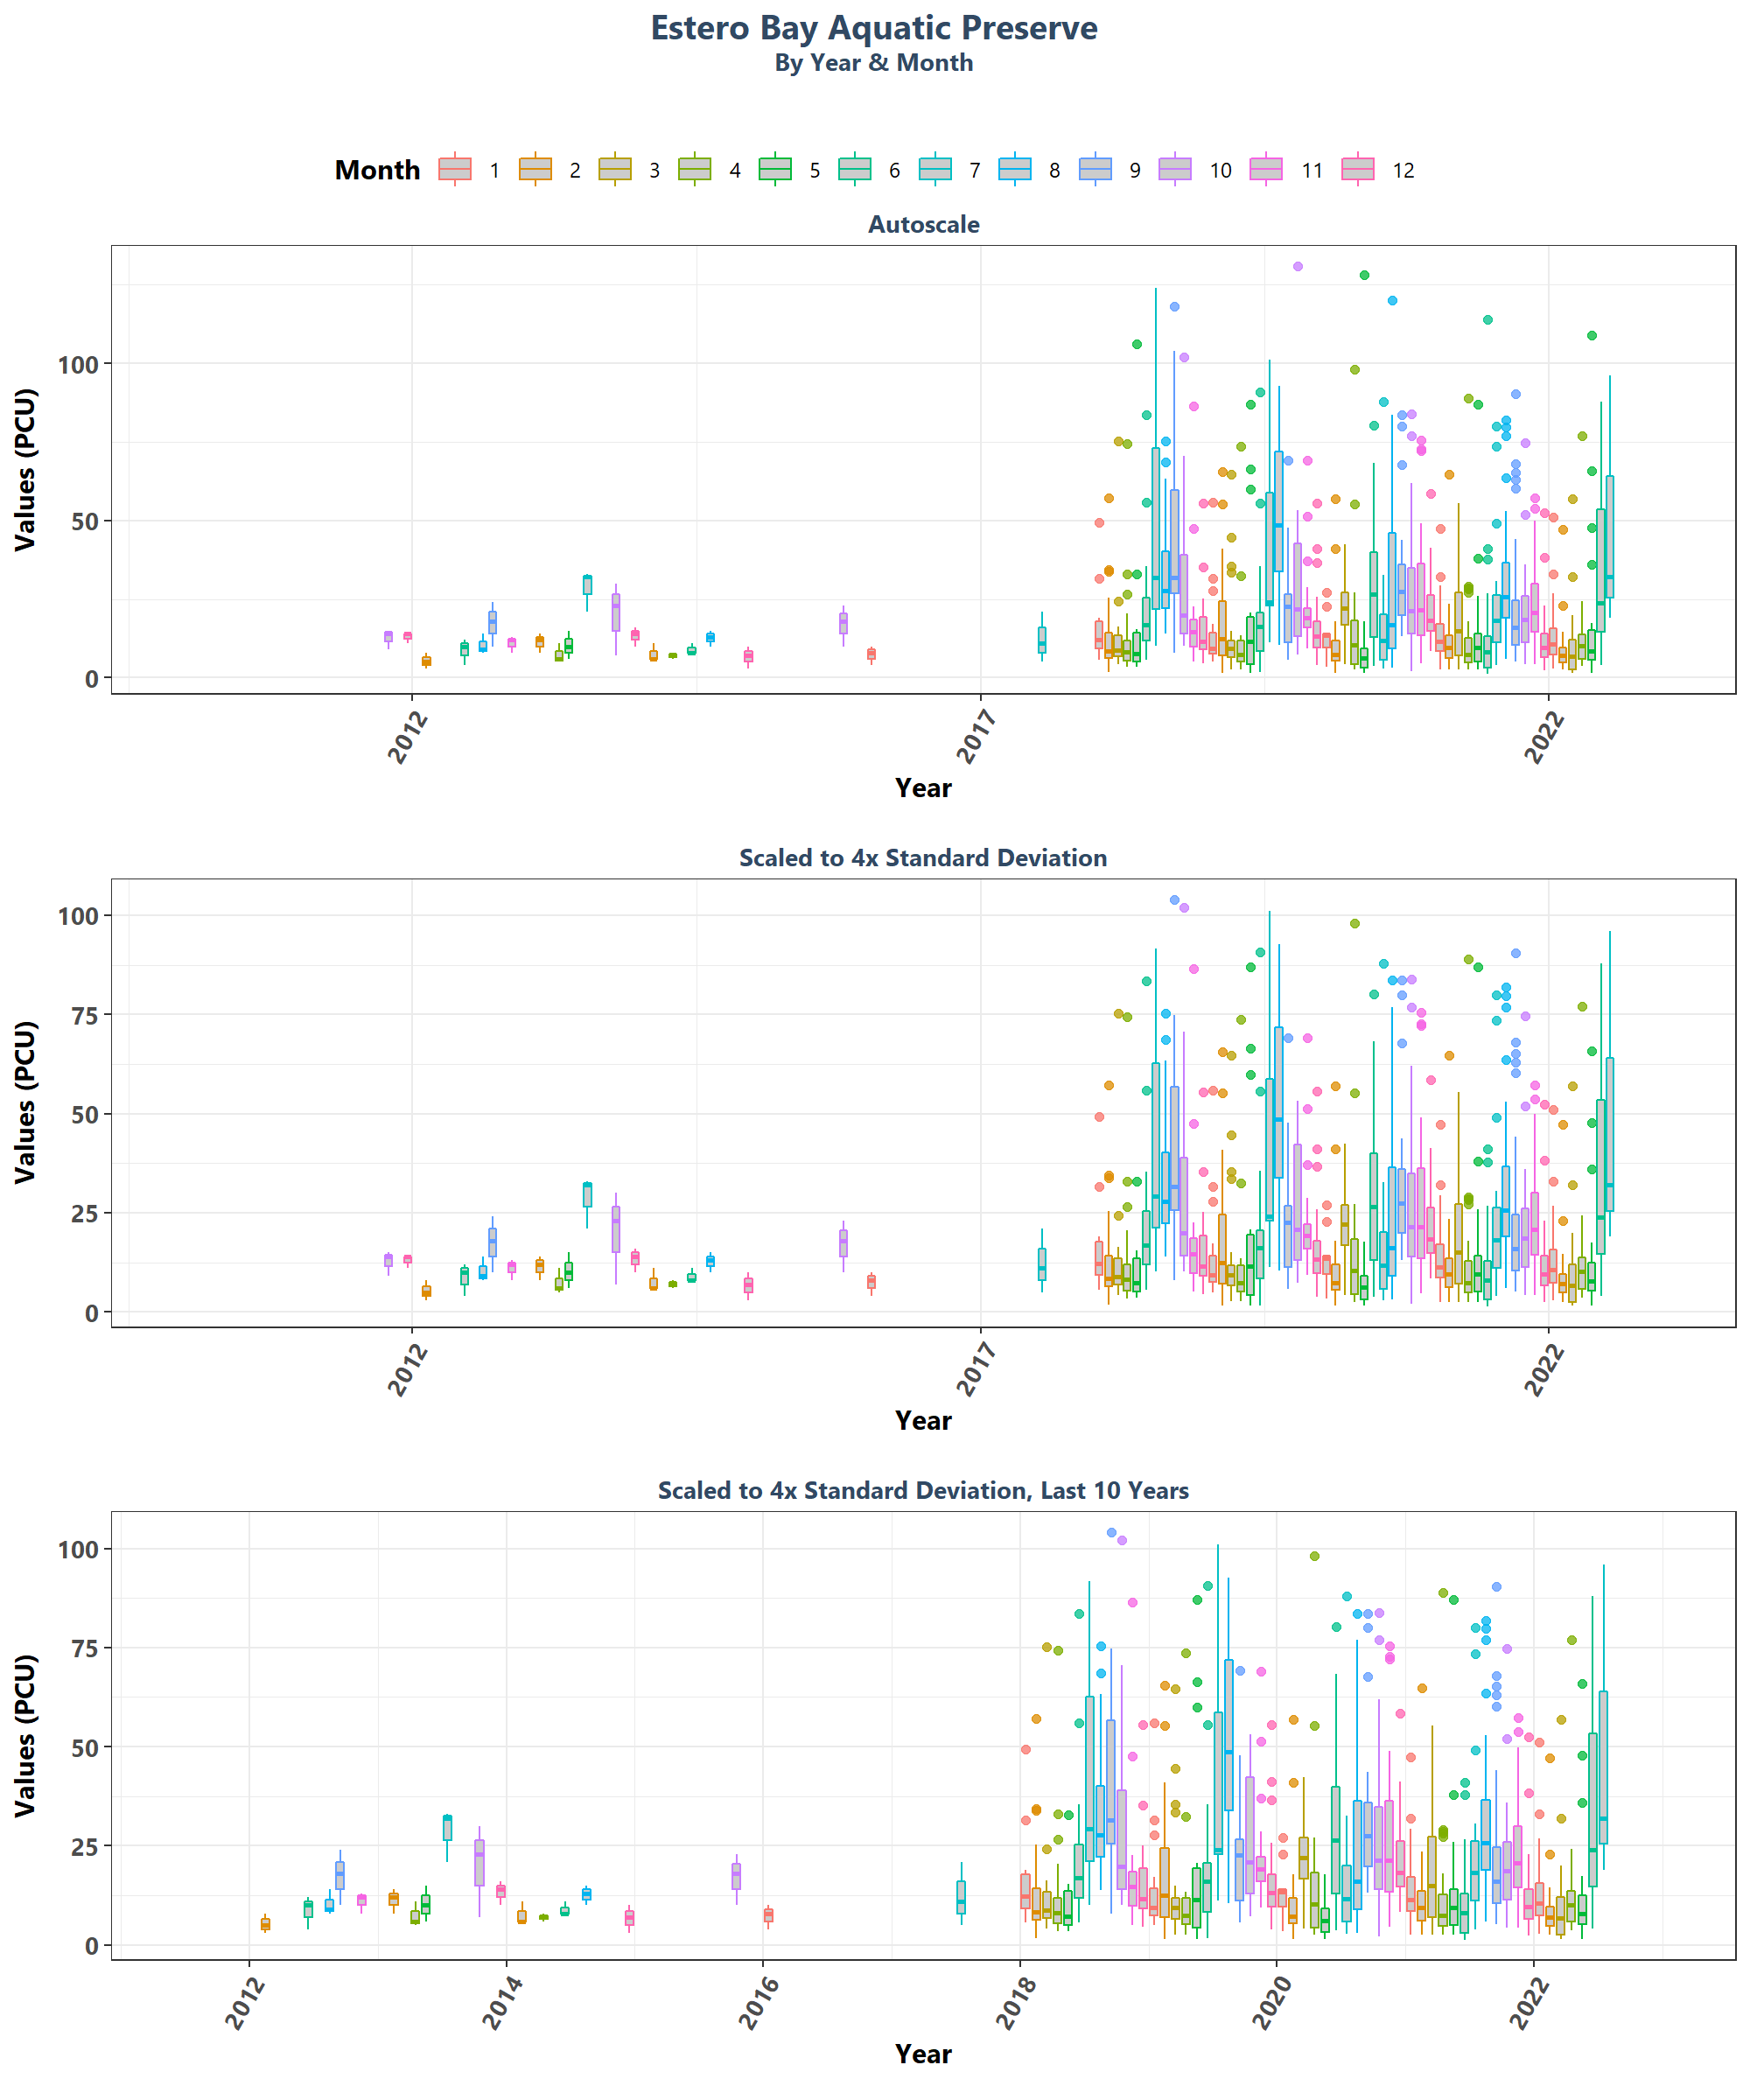 Estero Bay Aquatic Preserve
By Year & Month
Month 1 2 3 4 5 6 7 8 9 10 11 12
Autoscale
Values (PCU)
100
50
0
2012 2017 2022
Year
Scaled to 4x Standard Deviation
Values (PCU)
100
75
50
25
0
2012 2017 2022
Year
Scaled to 4x Standard Deviation, Last 10 Years
Values (PCU)
100
75
50
25
0
2012 2014 2016 2018 2020 2022
Year